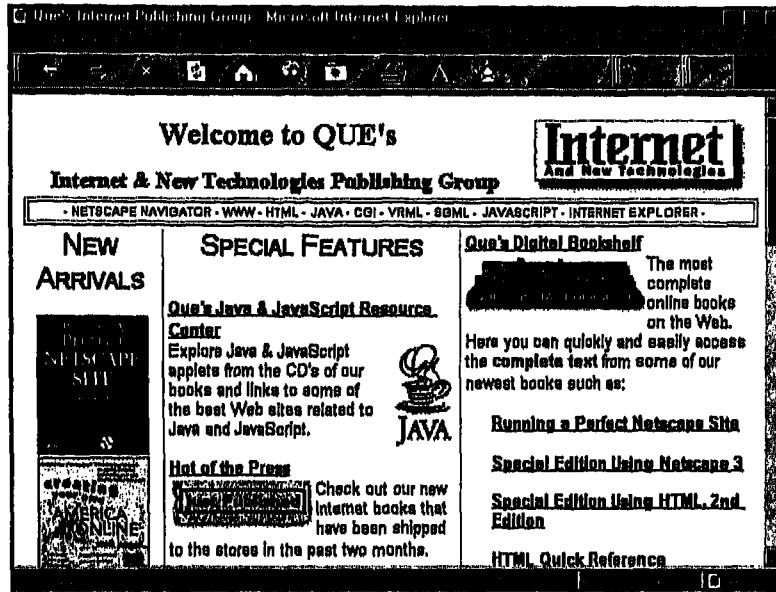 Que's Internet Publishing Group - Microsoft Internet Explorer
Welcome to QUE's
Internet & New Technologies Publishing Group
Internet
And New Technologies
• NETSCAPE NAVIGATOR • WWW • HTML • JAVA • CGI • VRML • SGML • JAVASCRIPT • INTERNET EXPLORER •
NEW
ARRIVALS
NETSCAPE
SITE
creating
AMERICA
ONLINE
SPECIAL FEATURES
Que's Java & JavaScript Resource
Center
Explore Java & JavaScript
applets from the CD's of our
books and links to some of
the best Web sites related to
Java and JavaScript.
JAVA
Hot of the Press
Check out our new
Internet books that
have been shipped
to the stores in the past two months.
Que's Digital Bookshelf
The most
complete
online books
on the Web.
Here you can quickly and easily access
the complete text from some of our
newest books such as:
Running a Perfect Netscape Site
Special Edition Using Netscape 3
Special Edition Using HTML, 2nd
Edition
HTML Quick Reference